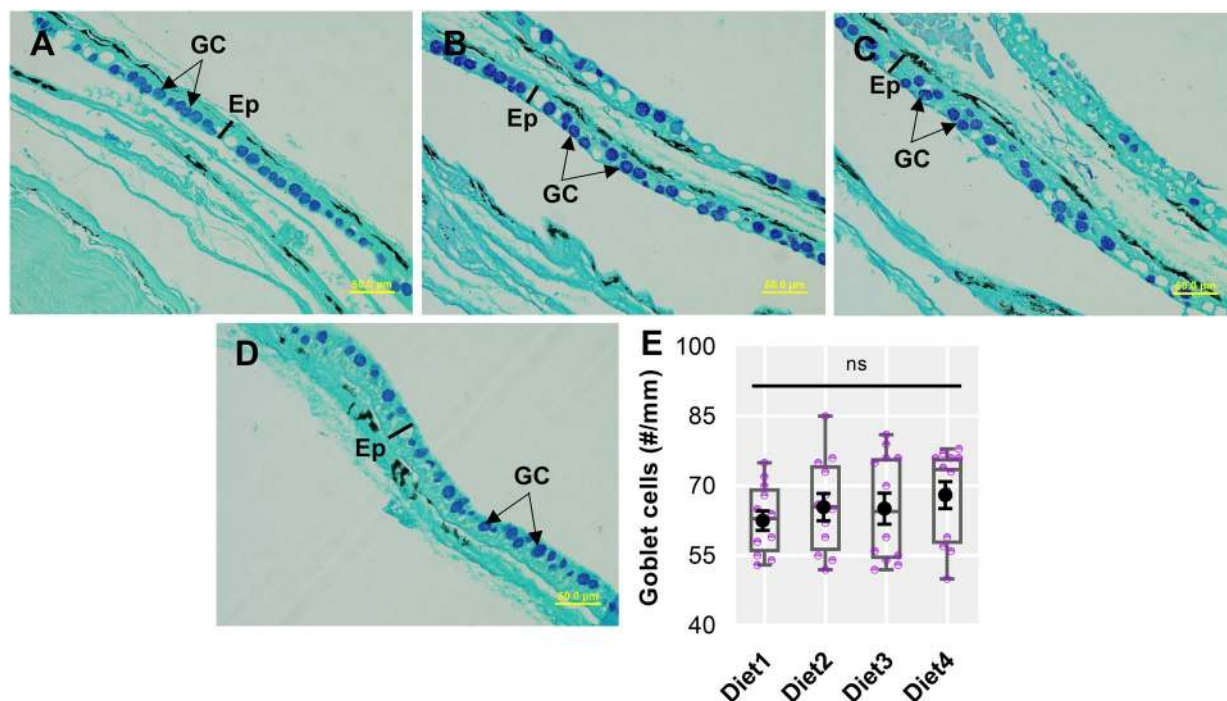 A
GC
Ep
50.0 µm
B
Ep
GC
50.0 µm
C
Ep
GC
50.0 µm
D
Ep
GC
50.0 µm
E
Goblet cells (#/mm)
100
85
70
55
40
ns
Diet1
Diet2
Diet3
Diet4